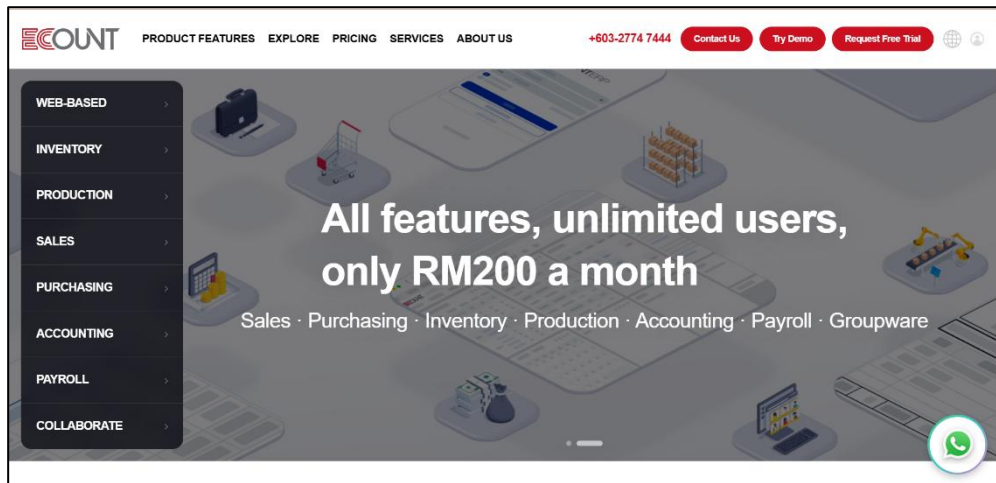 ECOUNT
PRODUCT FEATURES EXPLORE PRICING SERVICES ABOUT US
+603-2774 7444
Contact Us
Try Demo
Request Free Trial
WEB-BASED
INVENTORY
PRODUCTION
SALES
PURCHASING
ACCOUNTING
PAYROLL
COLLABORATE
All features, unlimited users,
only RM200 a month
Sales · Purchasing · Inventory · Production · Accounting · Payroll · Groupware